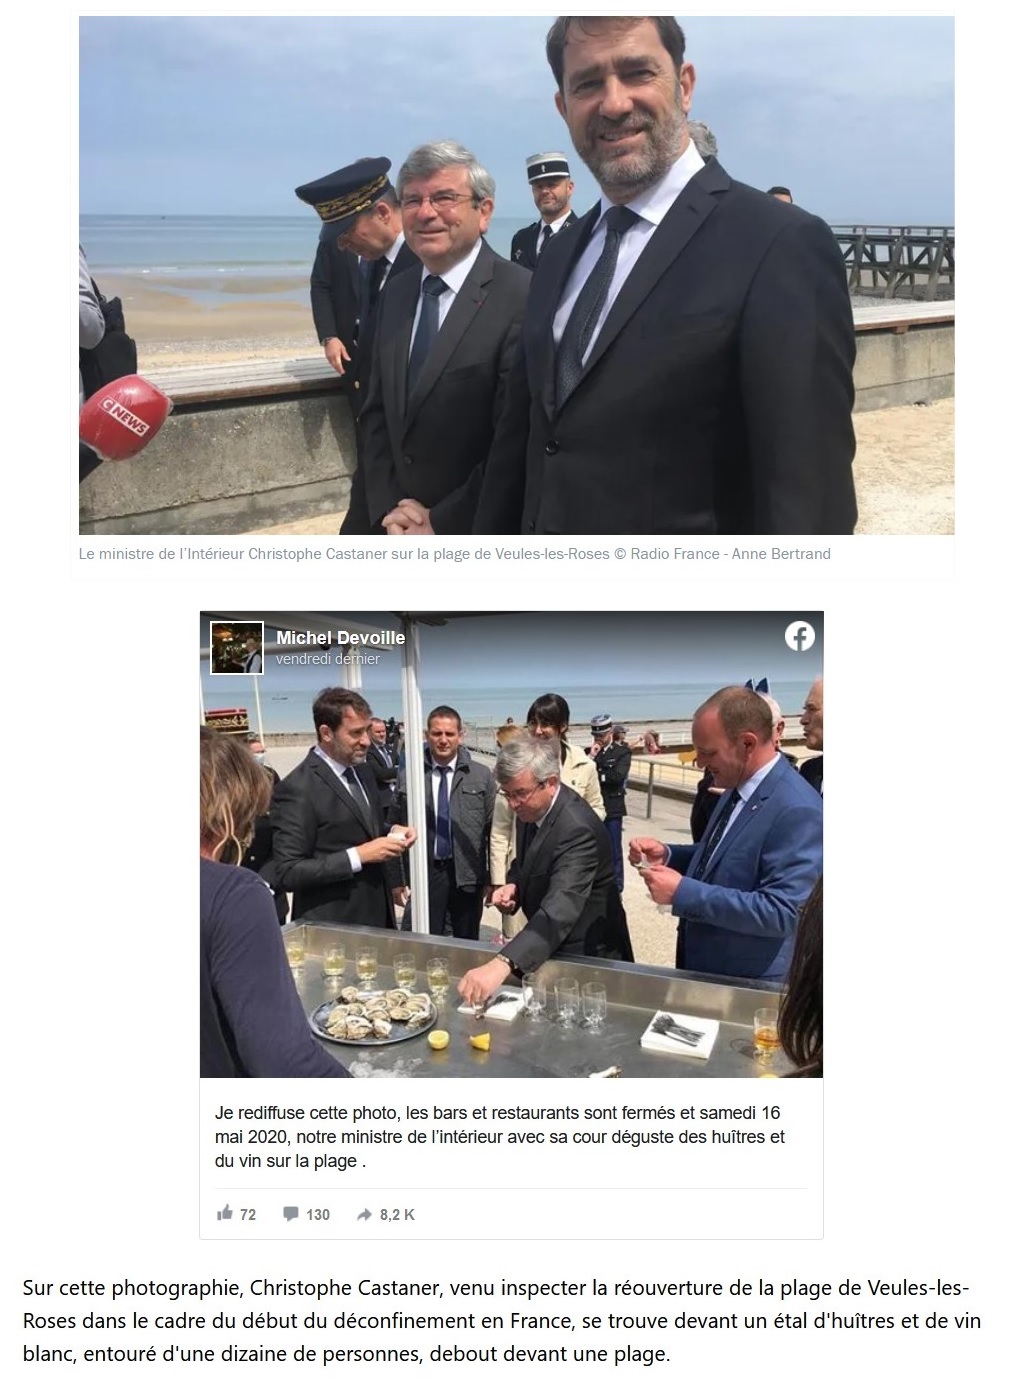 CNEWS
Le ministre de l'Intérieur Christophe Castaner sur la plage de Veules-les-Roses © Radio France - Anne Bertrand
Michel Devoille
vendredi dernier
Je rediffuse cette photo, les bars et restaurants sont fermés et samedi 16
mai 2020, notre ministre de l'intérieur avec sa cour déguste des huîtres et
du vin sur la plage .
72 130 8,2 K
Sur cette photographie, Christophe Castaner, venu inspecter la réouverture de la plage de Veules-les-
Roses dans le cadre du début du déconfinement en France, se trouve devant un étal d'huîtres et de vin
blanc, entouré d'une dizaine de personnes, debout devant une plage.